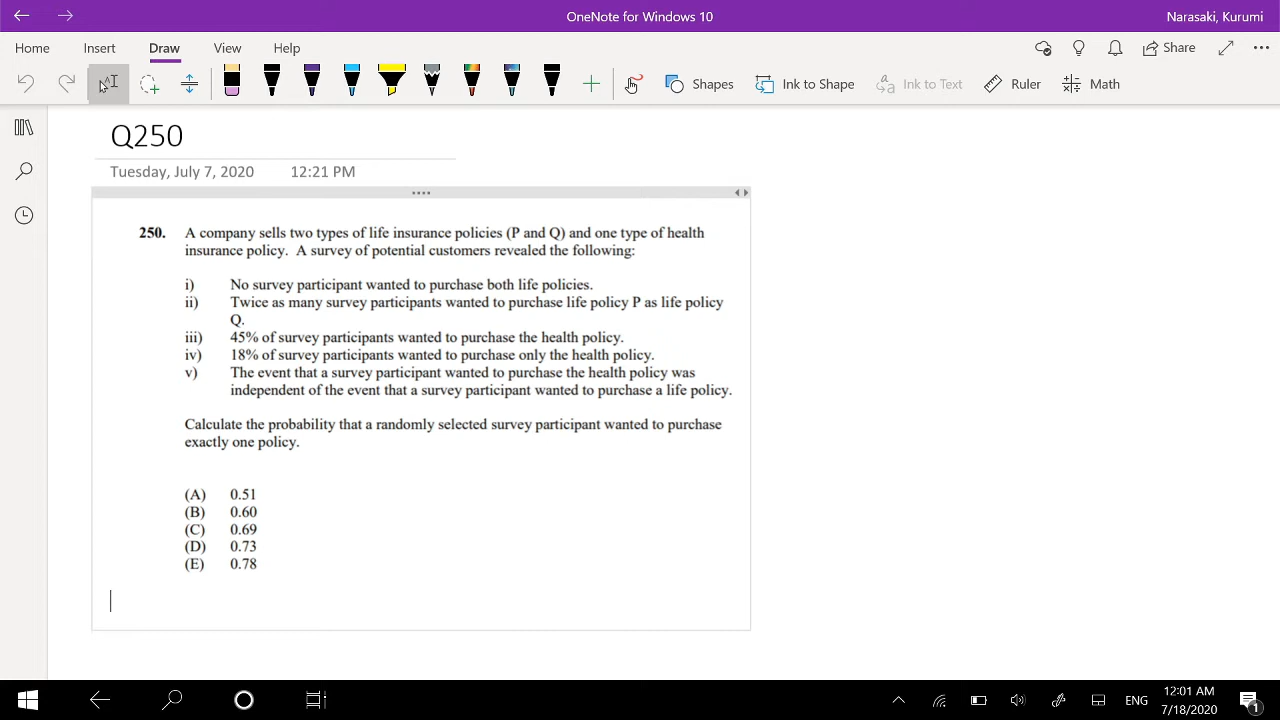 OneNote for Windows 10
Narasaki, Kurumi
Home Insert Draw View Help
Share
Shapes Ink to Shape Ink to Text Ruler Math
Q250
Tuesday, July 7, 2020 12:21 PM
250. A company sells two types of life insurance policies (P and Q) and one type of health
insurance policy. A survey of potential customers revealed the following:
i) No survey participant wanted to purchase both life policies.
ii) Twice as many survey participants wanted to purchase life policy P as life policy
Q.
iii) 45% of survey participants wanted to purchase the health policy.
iv) 18% of survey participants wanted to purchase only the health policy.
v) The event that a survey participant wanted to purchase the health policy was
independent of the event that a survey participant wanted to purchase a life policy.
Calculate the probability that a randomly selected survey participant wanted to purchase
exactly one policy.
(A) 0.51
(B) 0.60
(C) 0.69
(D) 0.73
(E) 0.78
ENG
12:01 AM
7/18/2020
1